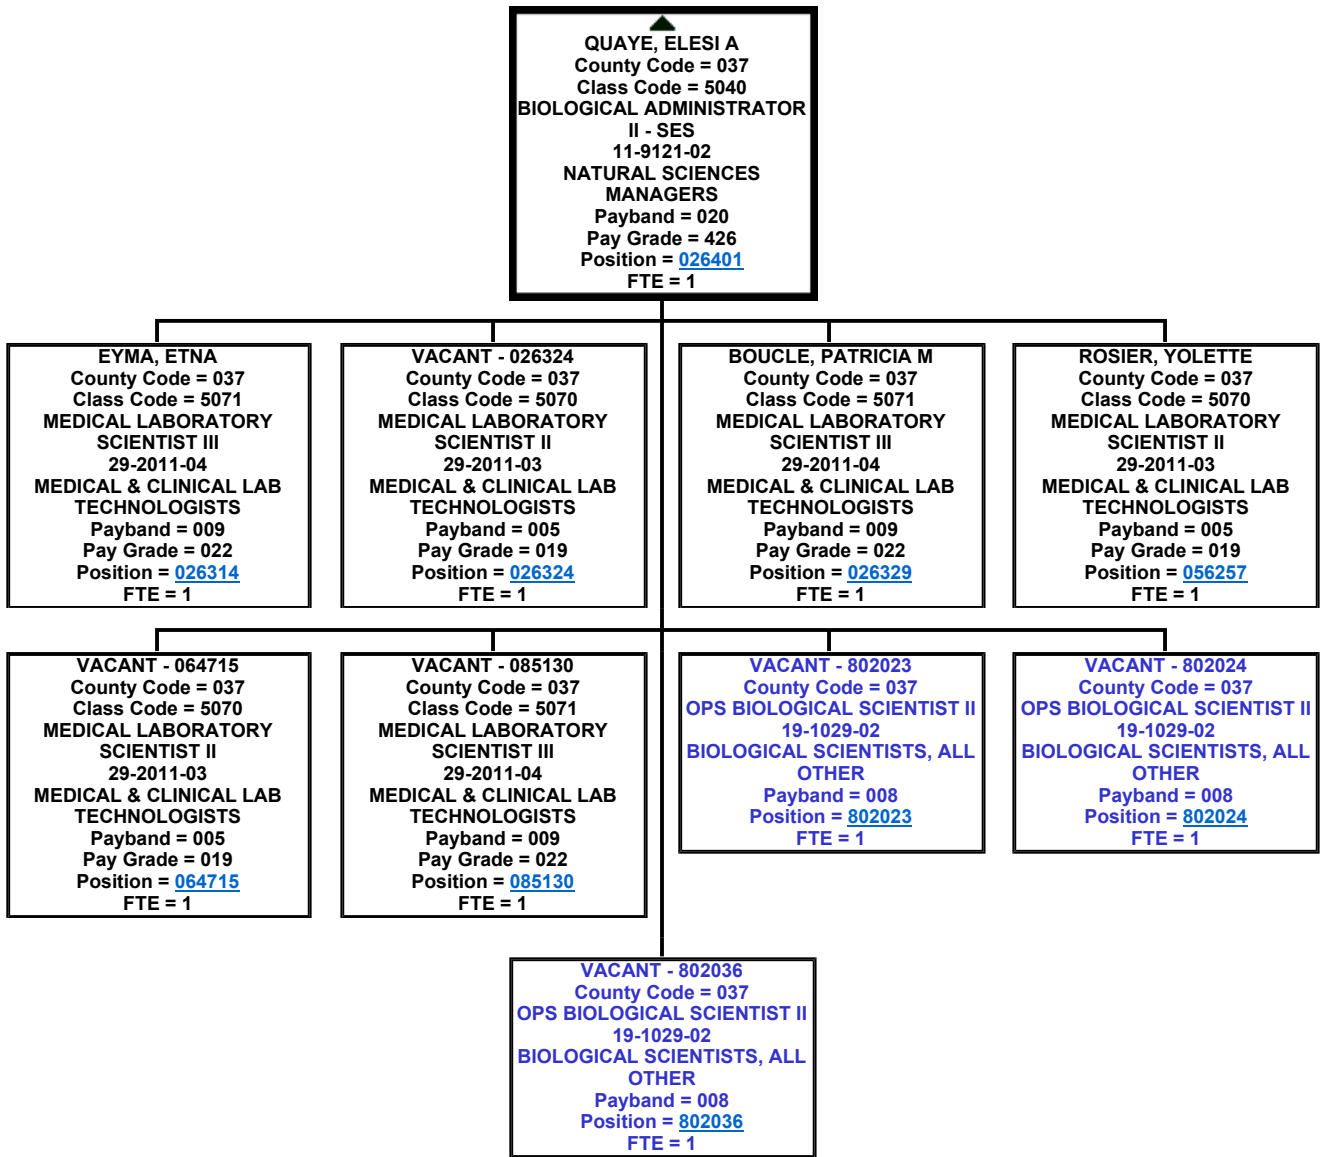 QUAYE, ELESI A
County Code = 037
Class Code = 5040
BIOLOGICAL ADMINISTRATOR
II - SES
11-9121-02
NATURAL SCIENCES
MANAGERS
Payband = 020
Pay Grade = 426
Position = 026401
FTE = 1
EYMA, ETNA
County Code = 037
Class Code = 5071
MEDICAL LABORATORY
SCIENTIST III
29-2011-04
MEDICAL & CLINICAL LAB
TECHNOLOGISTS
Payband = 009
Pay Grade = 022
Position = 026314
FTE = 1
VACANT - 026324
County Code = 037
Class Code = 5070
MEDICAL LABORATORY
SCIENTIST II
29-2011-03
MEDICAL & CLINICAL LAB
TECHNOLOGISTS
Payband = 005
Pay Grade = 019
Position = 026324
FTE = 1
BOUCLE, PATRICIA M
County Code = 037
Class Code = 5071
MEDICAL LABORATORY
SCIENTIST III
29-2011-04
MEDICAL & CLINICAL LAB
TECHNOLOGISTS
Payband = 009
Pay Grade = 022
Position = 026329
FTE = 1
ROSIER, YOLETTE
County Code = 037
Class Code = 5070
MEDICAL LABORATORY
SCIENTIST II
29-2011-03
MEDICAL & CLINICAL LAB
TECHNOLOGISTS
Payband = 005
Pay Grade = 019
Position = 056257
FTE = 1
VACANT - 064715
County Code = 037
Class Code = 5070
MEDICAL LABORATORY
SCIENTIST II
29-2011-03
MEDICAL & CLINICAL LAB
TECHNOLOGISTS
Payband = 005
Pay Grade = 019
Position = 064715
FTE = 1
VACANT - 085130
County Code = 037
Class Code = 5071
MEDICAL LABORATORY
SCIENTIST III
29-2011-04
MEDICAL & CLINICAL LAB
TECHNOLOGISTS
Payband = 009
Pay Grade = 022
Position = 085130
FTE = 1
VACANT - 802023
County Code = 037
OPS BIOLOGICAL SCIENTIST II
19-1029-02
BIOLOGICAL SCIENTISTS, ALL
OTHER
Payband = 008
Position = 802023
FTE = 1
VACANT - 802024
County Code = 037
OPS BIOLOGICAL SCIENTIST II
19-1029-02
BIOLOGICAL SCIENTISTS, ALL
OTHER
Payband = 008
Position = 802024
FTE = 1
VACANT - 802036
County Code = 037
OPS BIOLOGICAL SCIENTIST II
19-1029-02
BIOLOGICAL SCIENTISTS, ALL
OTHER
Payband = 008
Position = 802036
FTE = 1